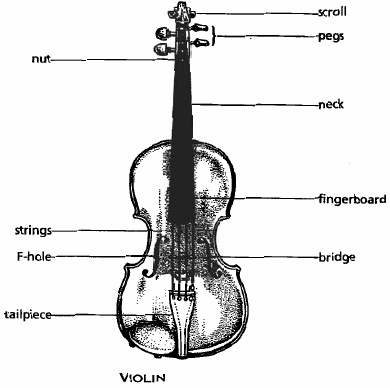 scroll
pegs
nut
neck
fingerboard
strings
F-hole
bridge
tailpiece
VIOLIN